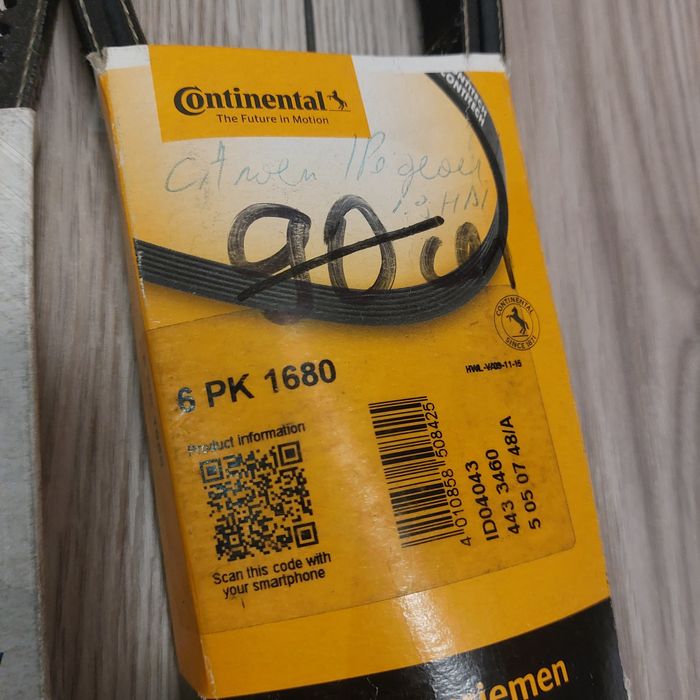 CONTITECH
Continental
The Future in Motion
90
CONTINENTAL
SINCE 1871
HWL-VA09-11-15
6 PK 1680
Product information
Scan this code with
your smartphone
4 010858 508425
ID04043
443 3460
5 05 07 48/A
iemen